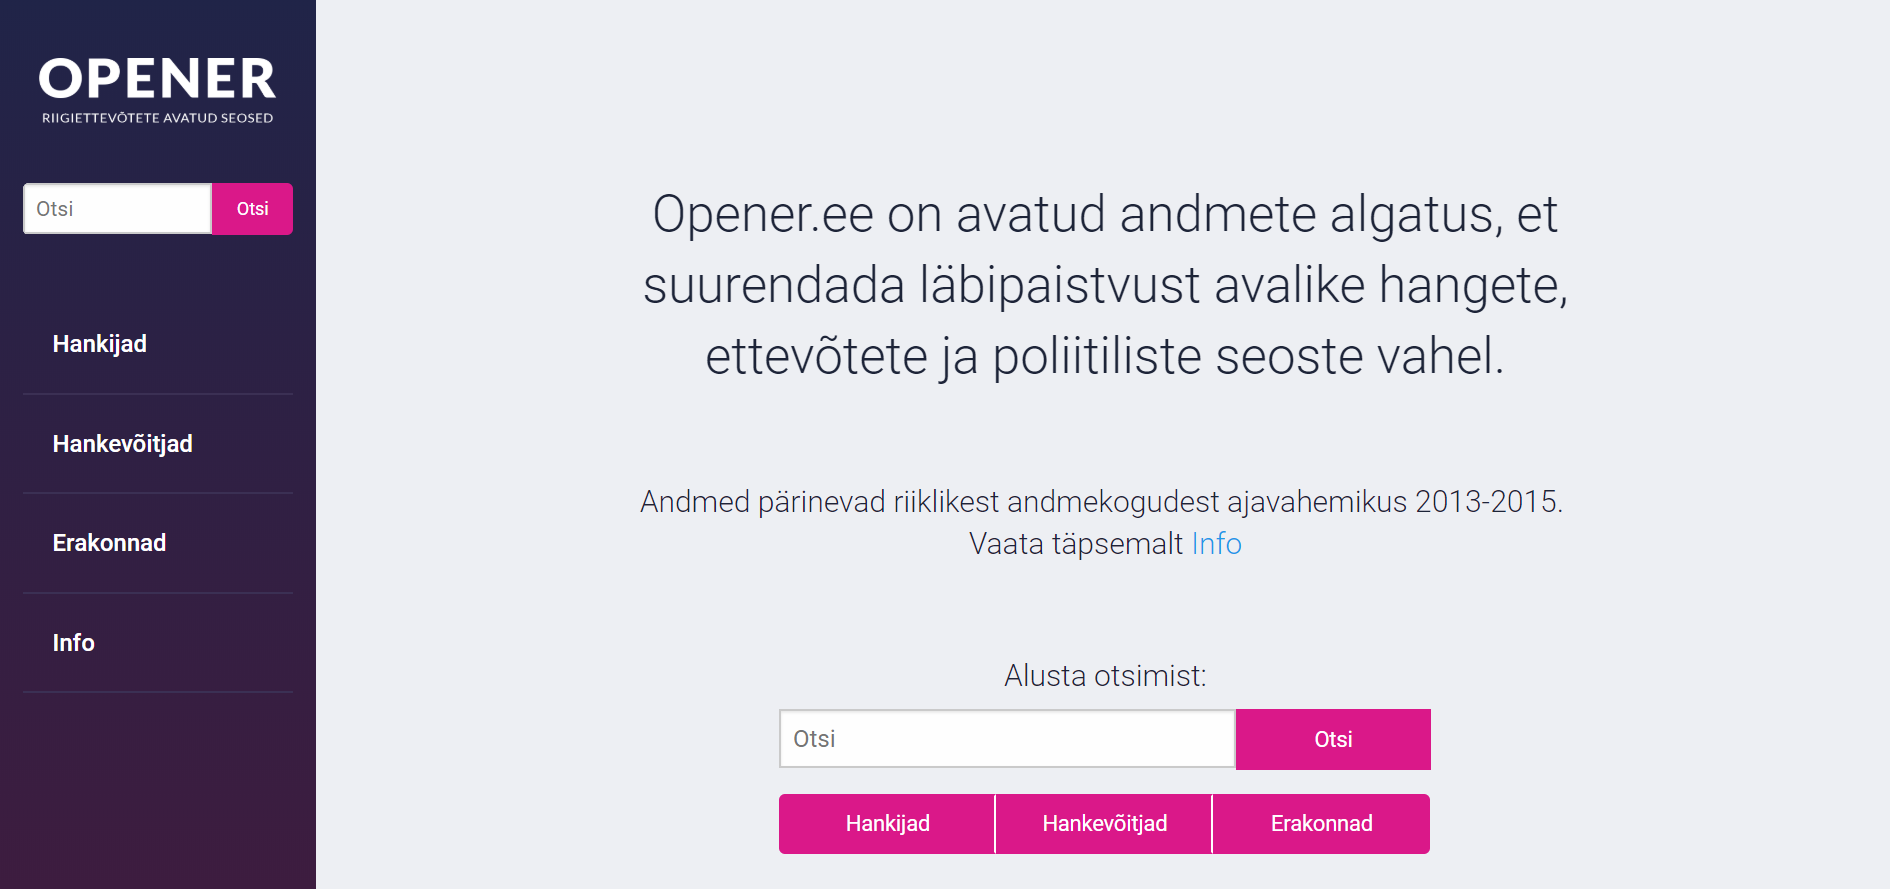 OPENER
RIIGIETTEVÕTETE AVATUD SEOSED
Otsi
Otsi
Hankijad
Hankevõitjad
Erakonnad
Info
Opener.ee on avatud andmete algatus, et
suurendada läbipaistvust avalike hangete,
ettevõtete ja poliitiliste seoste vahel.
Andmed pärinevad riiklikest andmekogudest ajavahemikus 2013-2015.
Vaata täpsemalt Info
Alusta otsimist:
Otsi
Otsi
Hankijad
Hankevõitjad
Erakonnad